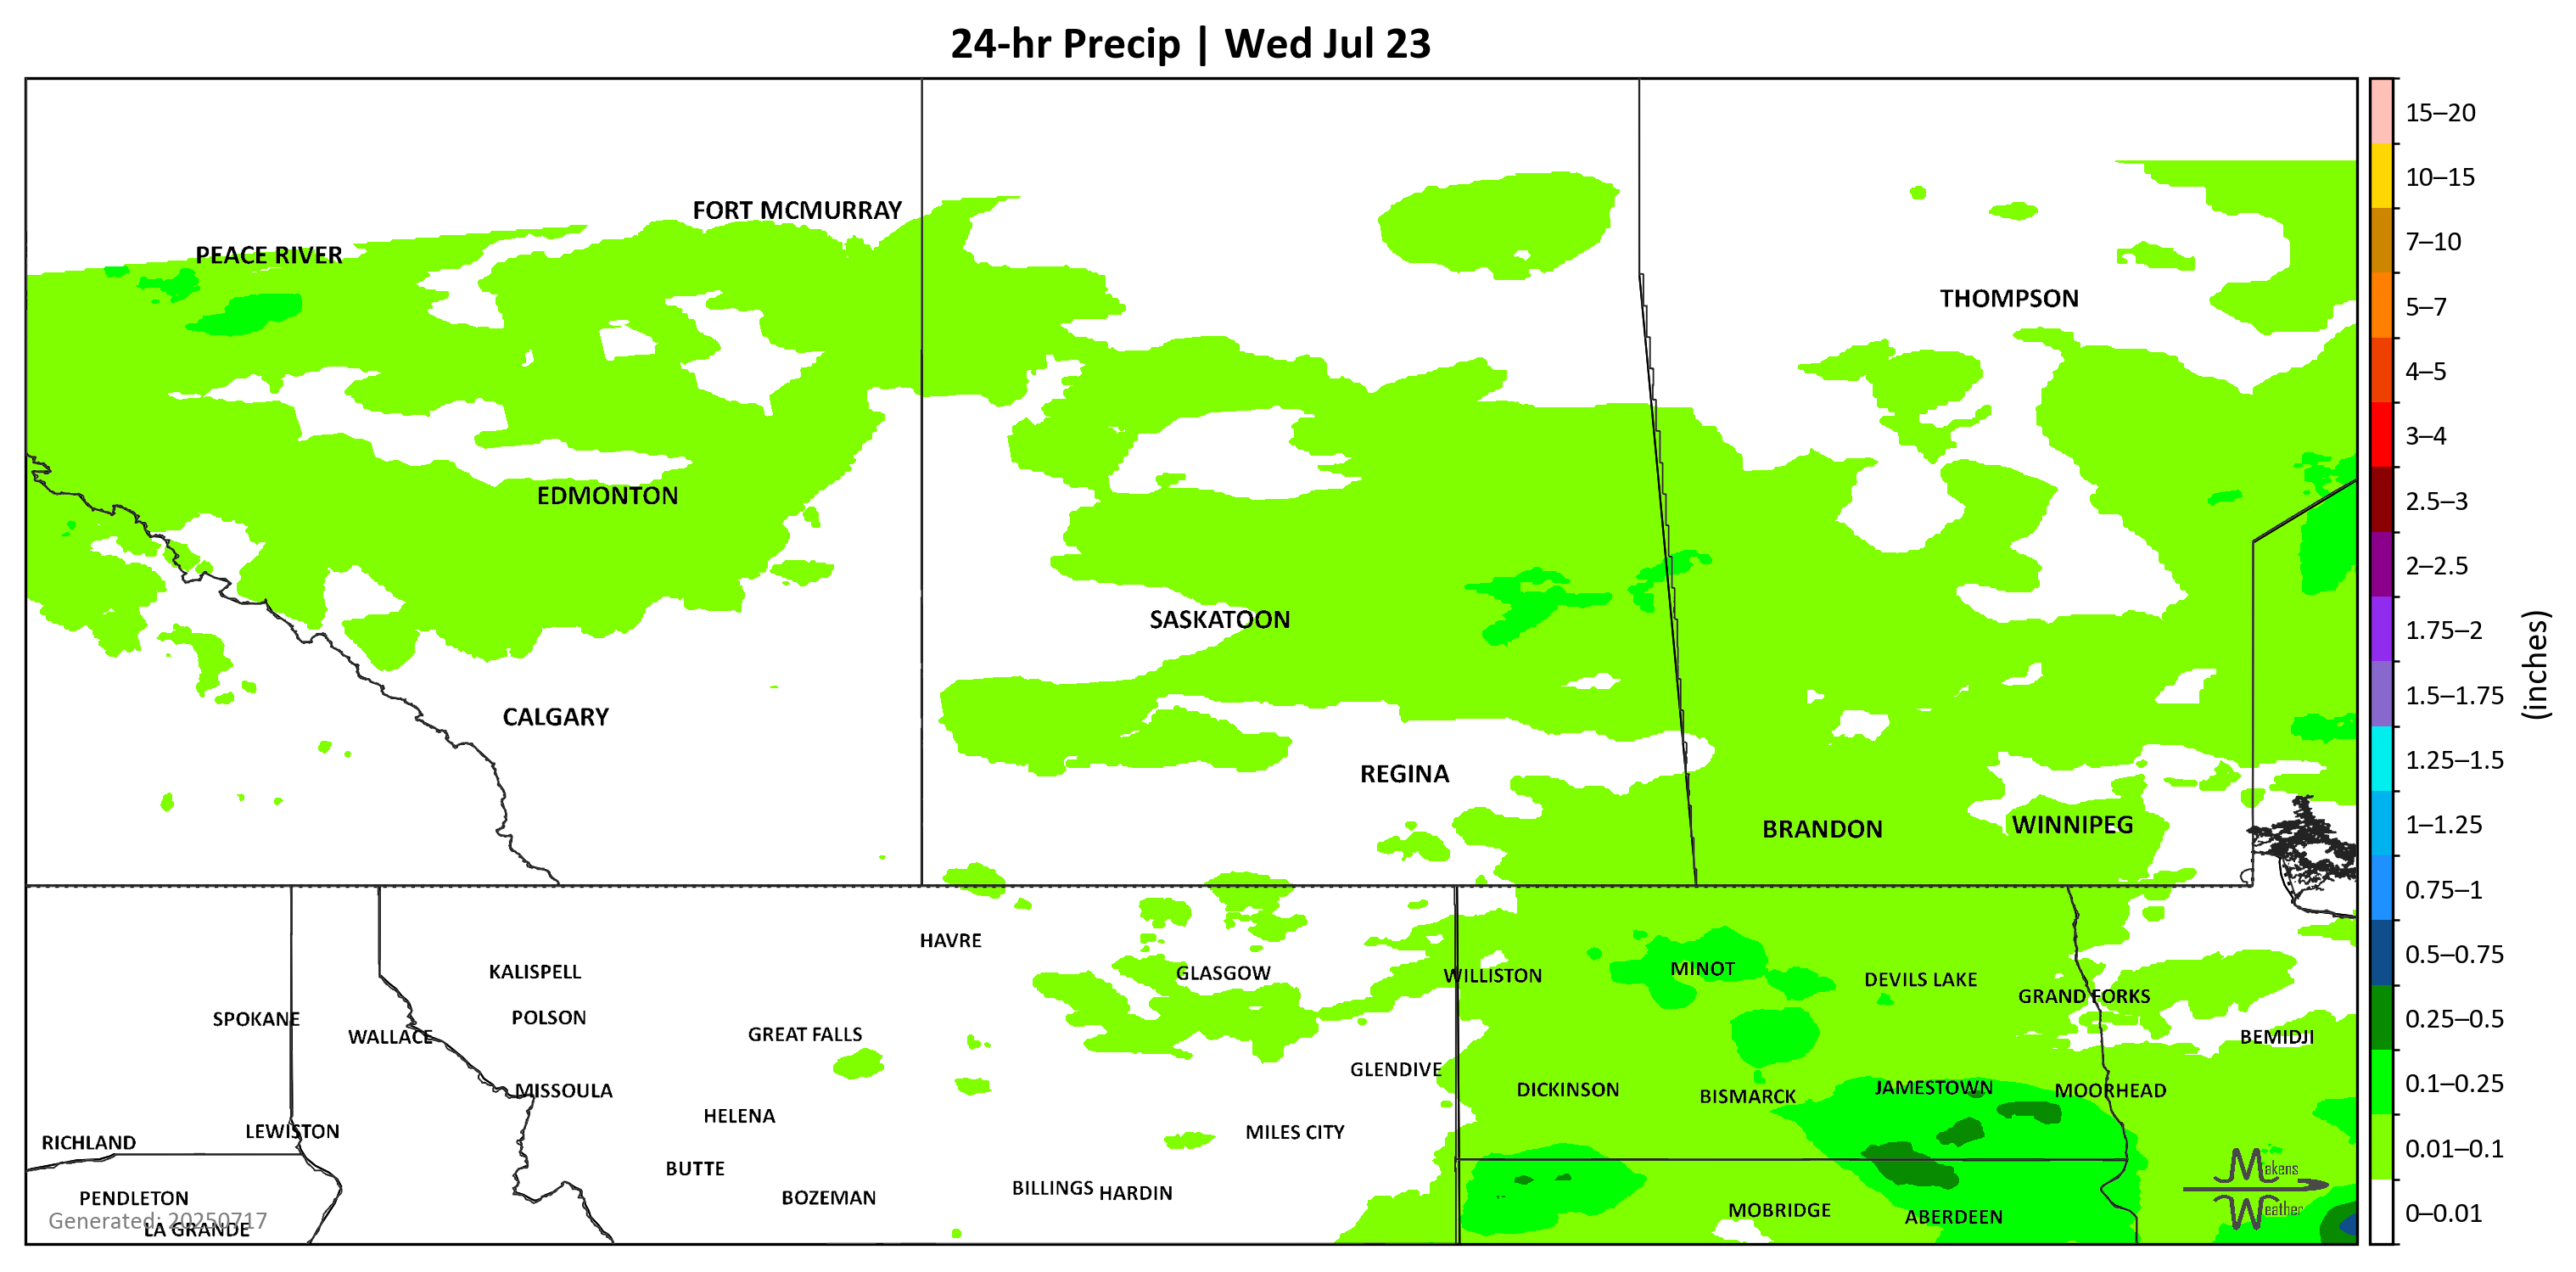 24-hr Precip | Wed Jul 23
15–20
10–15
7–10
5–7
4–5
3–4
2.5–3
2–2.5
1.75–2
1.5–1.75
1.25–1.5
1–1.25
0.75–1
0.5–0.75
0.25–0.5
0.1–0.25
0.01–0.1
0–0.01
(inches)
FORT MCMURRAY
PEACE RIVER
THOMPSON
EDMONTON
SASKATOON
CALGARY
REGINA
BRANDON
WINNIPEG
HAVRE
KALISPELL
GLASGOW
WILLISTON
MINOT
DEVILS LAKE
GRAND FORKS
SPOKANE
POLSON
WALLACE
GREAT FALLS
BEMIDJI
GLENDIVE
MISSOULA
DICKINSON
BISMARCK
JAMESTOWN
MOORHEAD
HELENA
LEWISTON
MILES CITY
RICHLAND
BUTTE
BILLINGS
HARDIN
PENDLETON
BOZEMAN
MOBRIDGE
ABERDEEN
Generated: 20250717
LA GRANDE
Makens
Weather